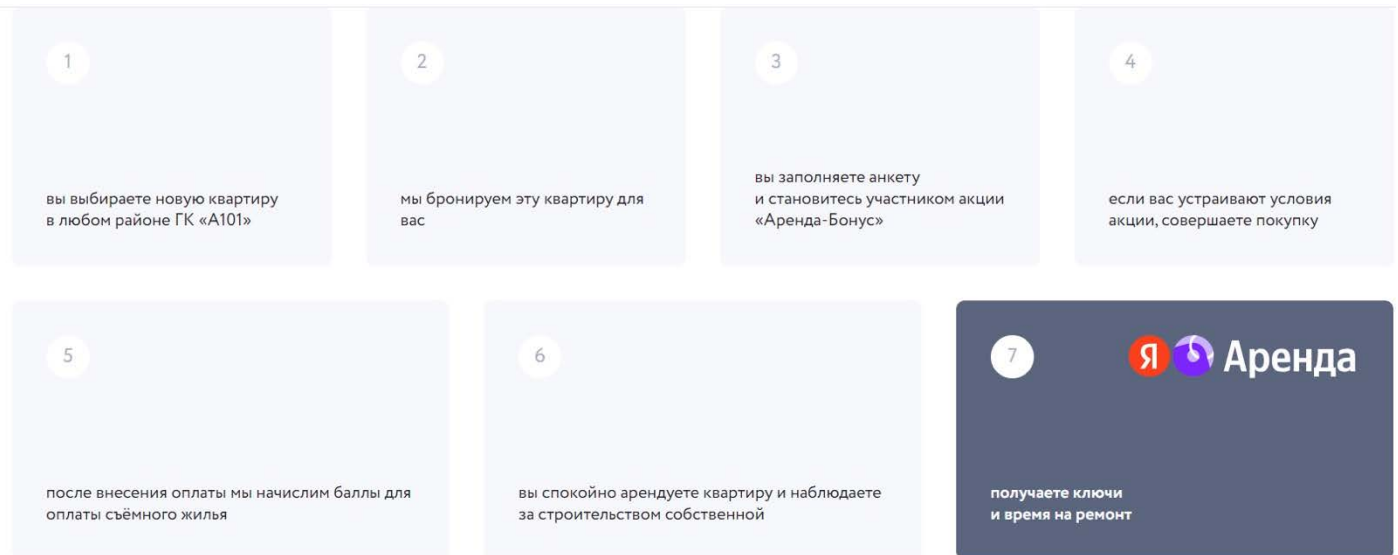 1
вы выбираете новую квартиру
в любом районе ГК «А101»
2
мы бронируем эту квартиру для
вас
3
вы заполняете анкету
и становитесь участником акции
«Аренда-Бонус»
4
если вас устраивают условия
акции, совершаете покупку
5
после внесения оплаты мы начислим баллы для
оплаты съёмного жилья
6
вы спокойно арендуете квартиру и наблюдаете
за строительством собственной
7
Я Аренда
получаете ключи
и время на ремонт